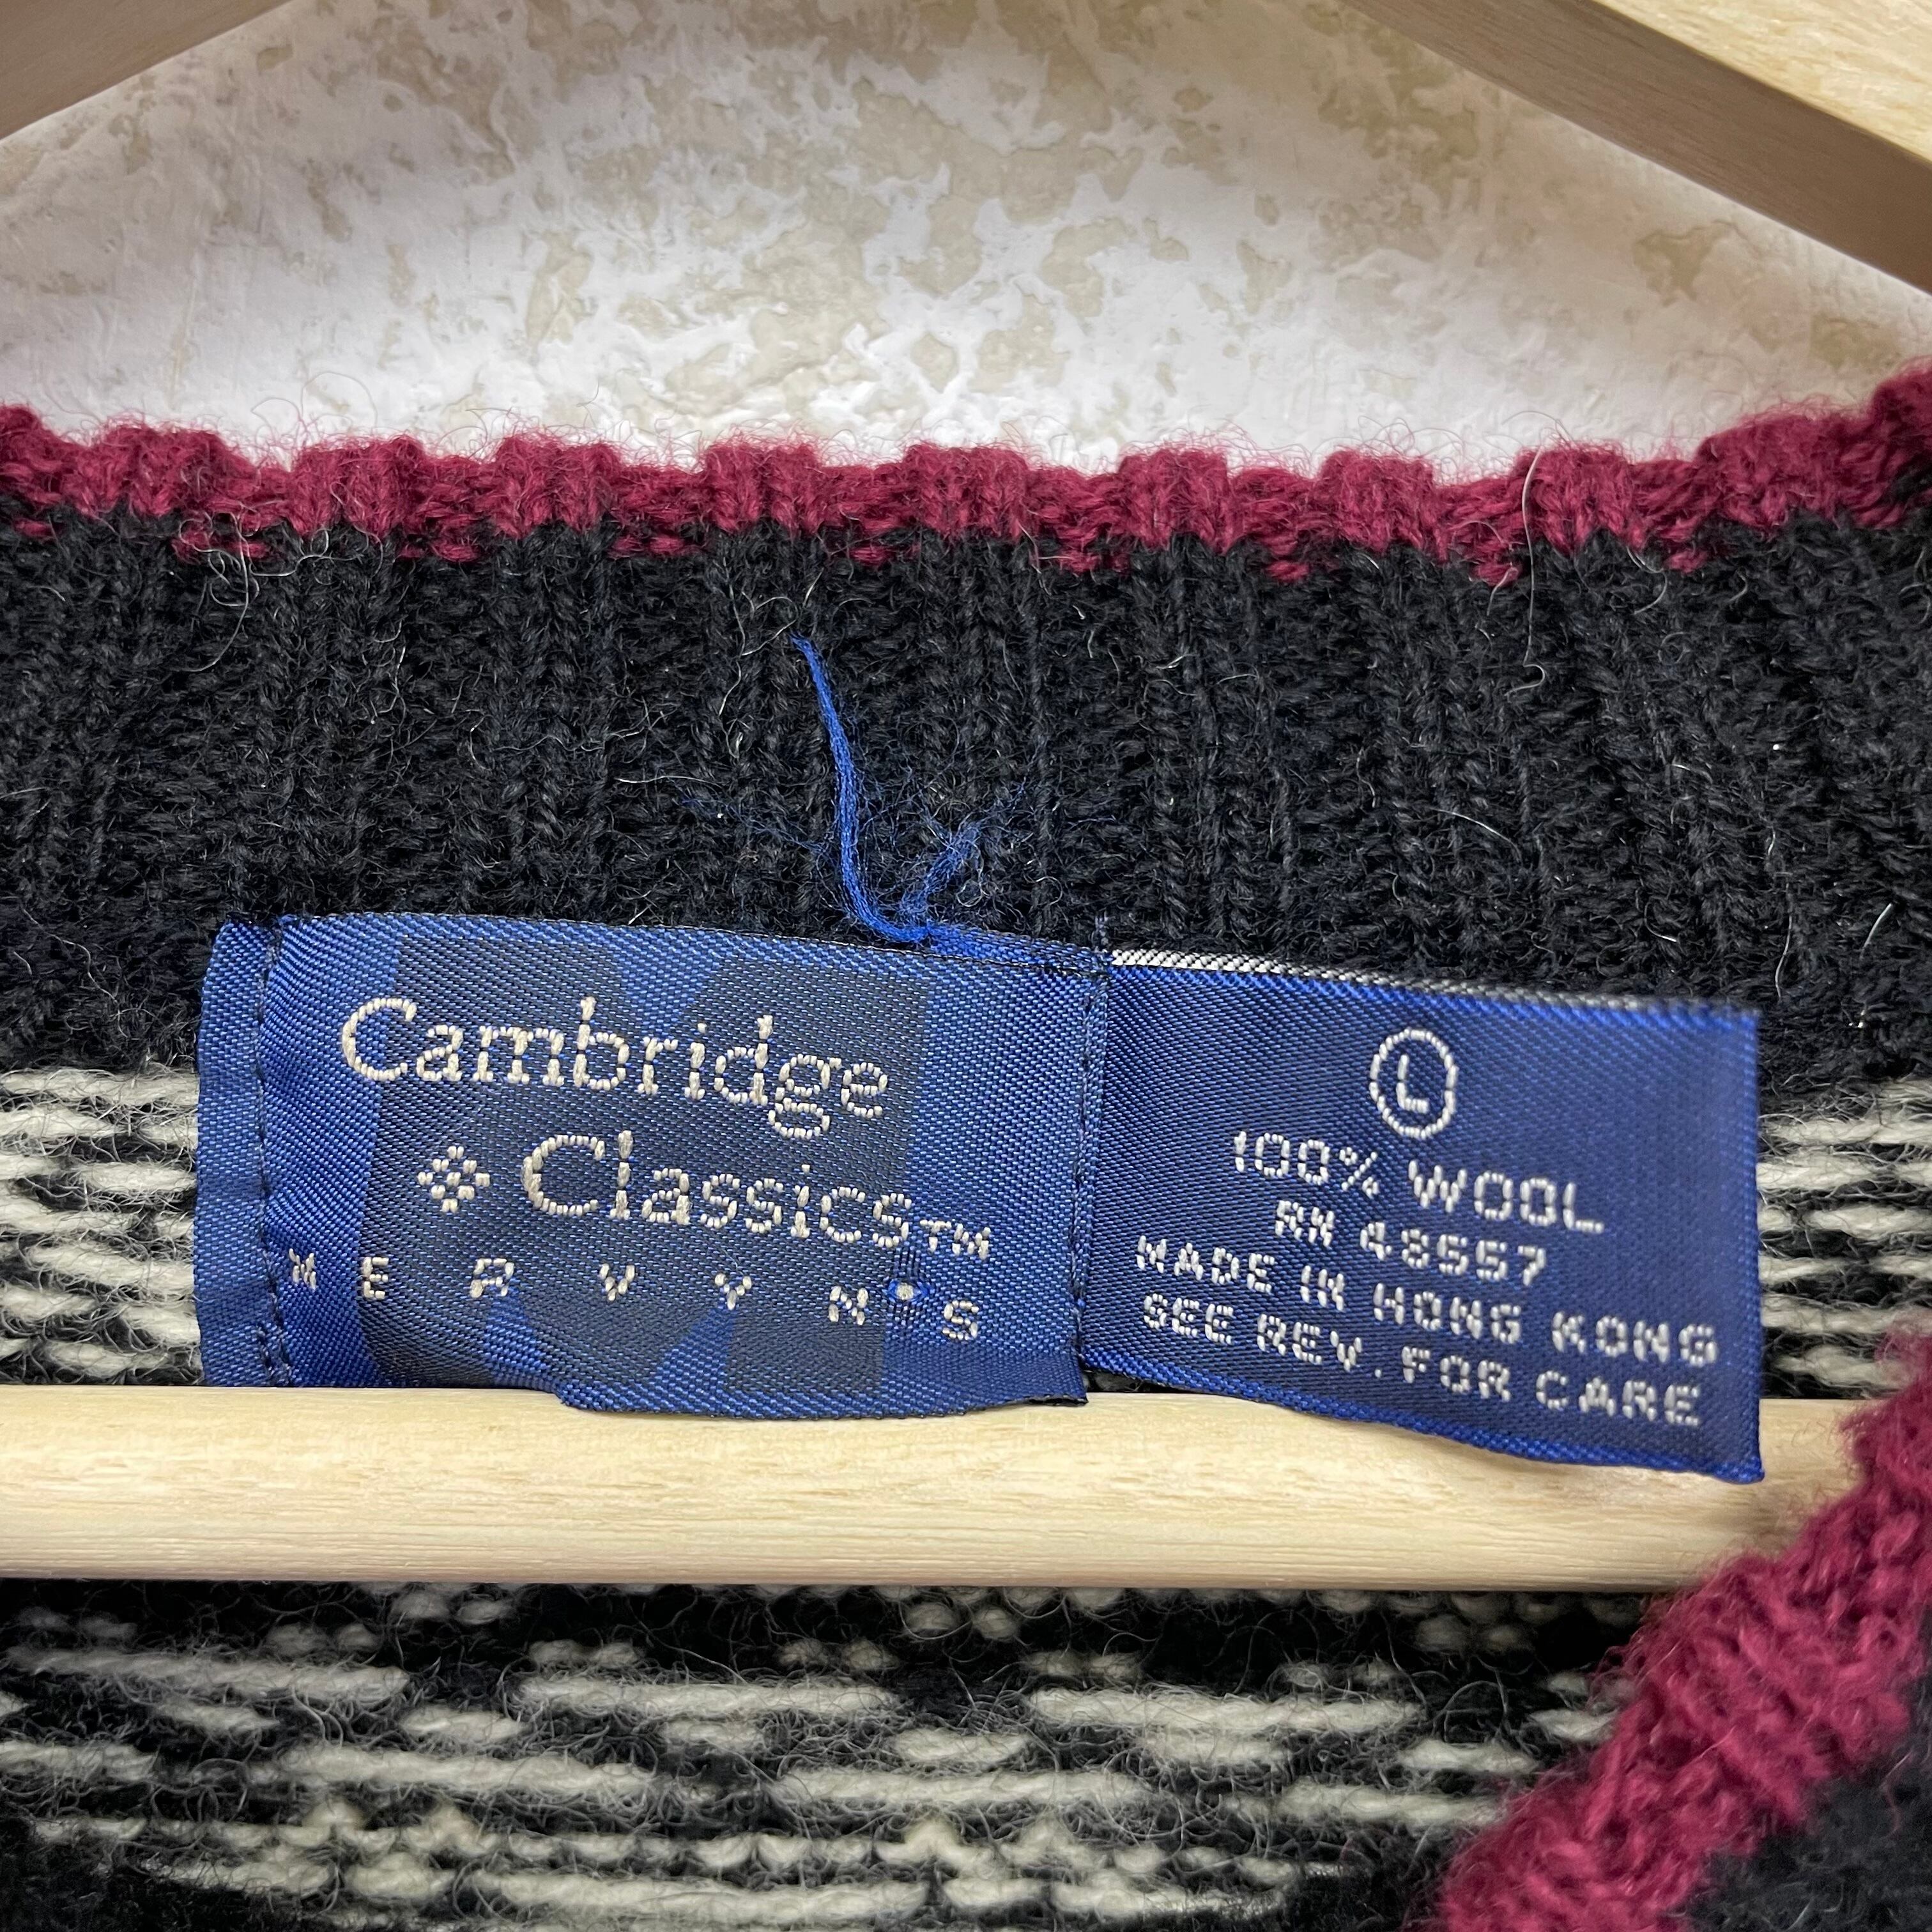 Cambridge
Classics™
MERVYN'S
L
100% WOOL
RN 48557
MADE IN HONG KONG
SEE REV. FOR CARE